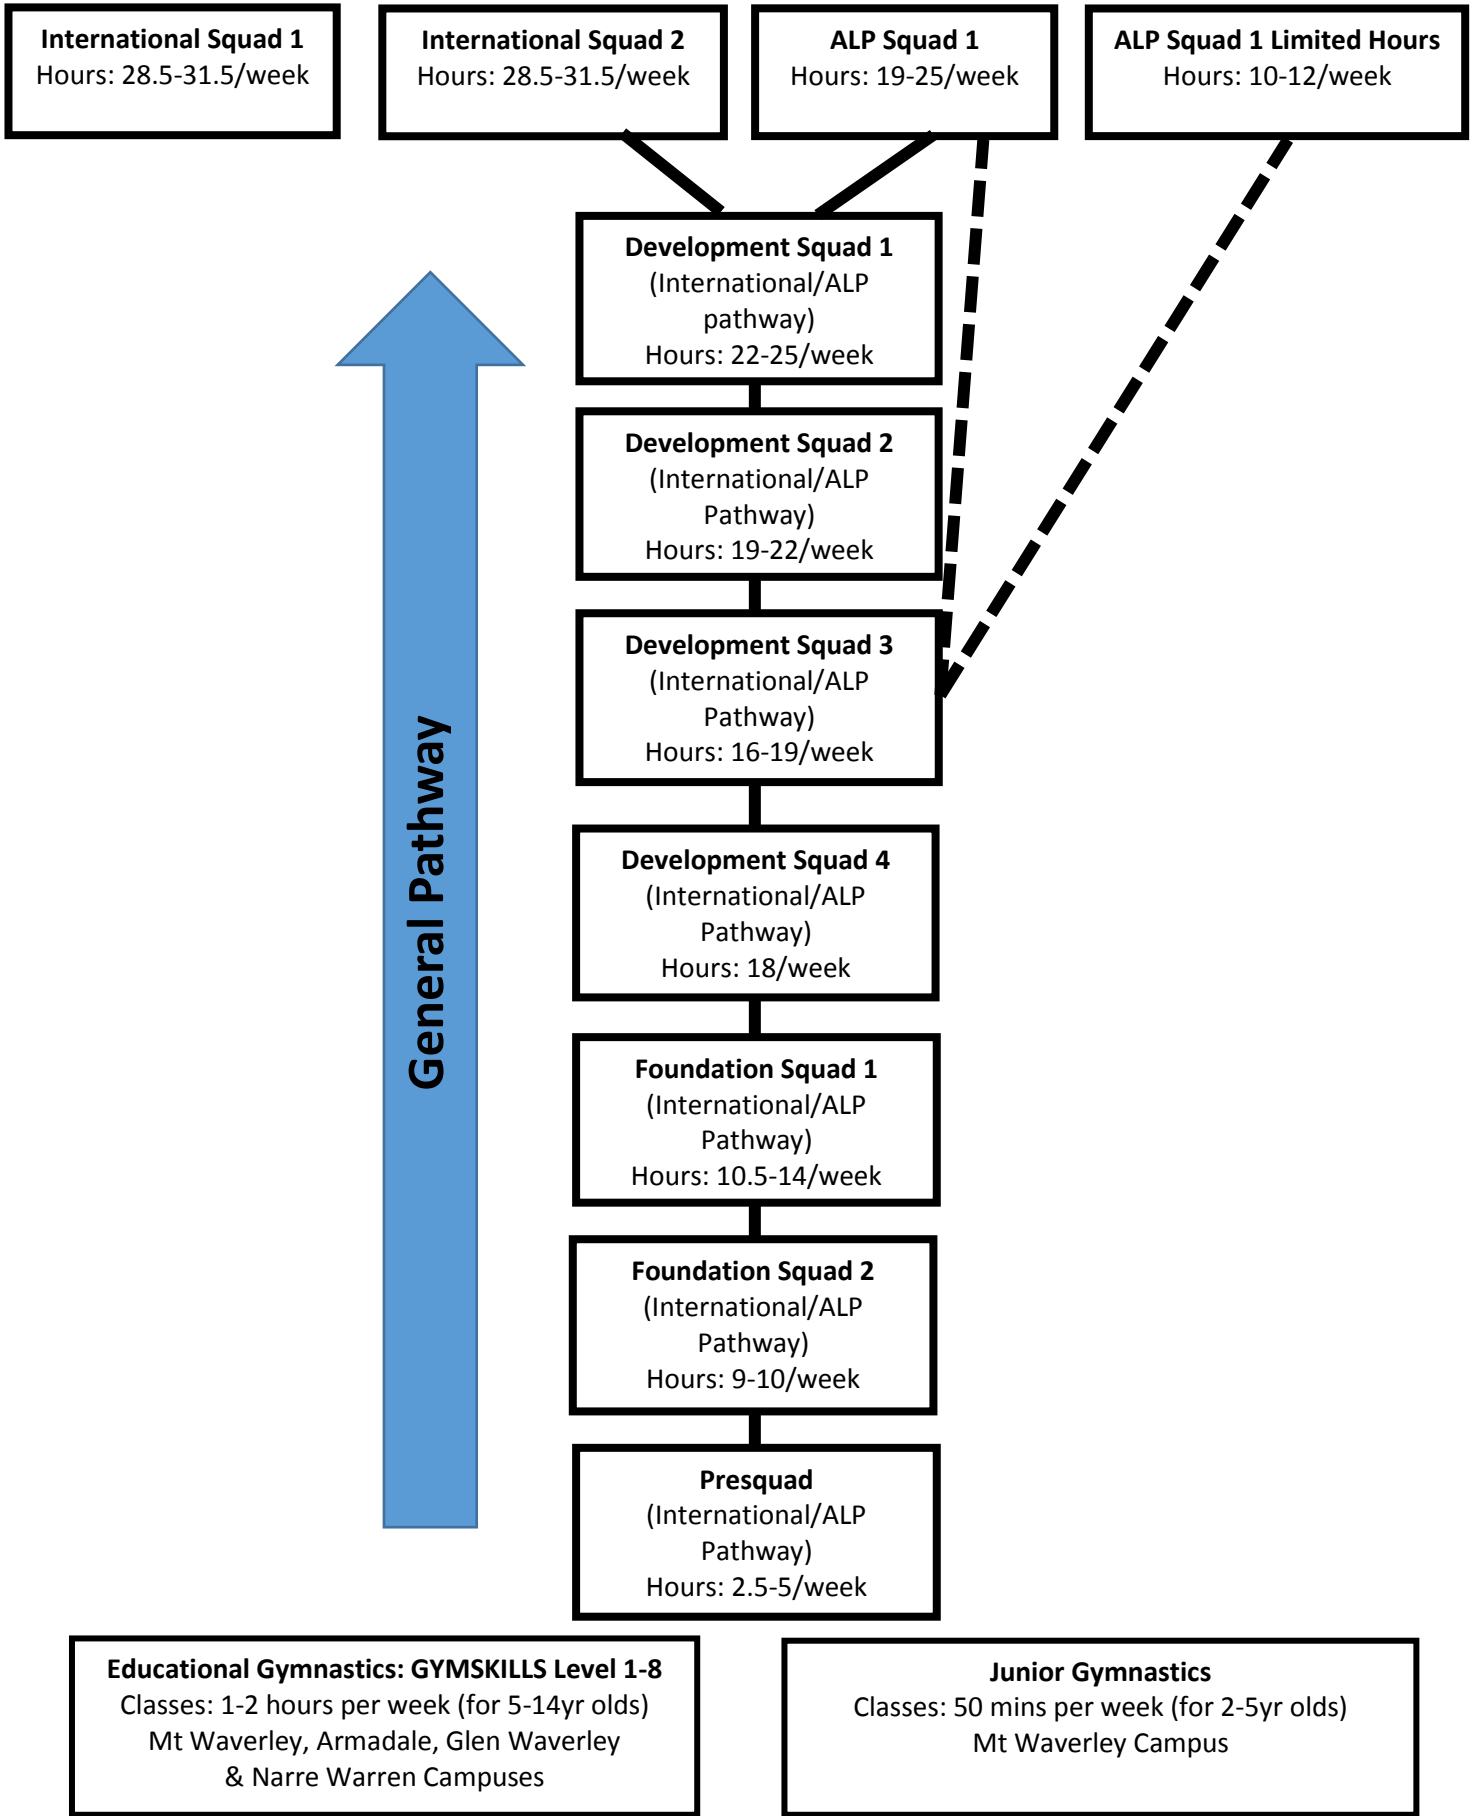 International Squad 1
Hours: 28.5-31.5/week
International Squad 2
Hours: 28.5-31.5/week
ALP Squad 1
Hours: 19-25/week
ALP Squad 1 Limited Hours
Hours: 10-12/week
Development Squad 1
(International/ALP
pathway)
Hours: 22-25/week
Development Squad 2
(International/ALP
Pathway)
Hours: 19-22/week
Development Squad 3
(International/ALP
Pathway)
Hours: 16-19/week
General Pathway
Development Squad 4
(International/ALP
Pathway)
Hours: 18/week
Foundation Squad 1
(International/ALP
Pathway)
Hours: 10.5-14/week
Foundation Squad 2
(International/ALP
Pathway)
Hours: 9-10/week
Presquad
(International/ALP
Pathway)
Hours: 2.5-5/week
Educational Gymnastics: GYMSKILLS Level 1-8
Classes: 1-2 hours per week (for 5-14yr olds)
Mt Waverley, Armadale, Glen Waverley
& Narre Warren Campuses
Junior Gymnastics
Classes: 50 mins per week (for 2-5yr olds)
Mt Waverley Campus